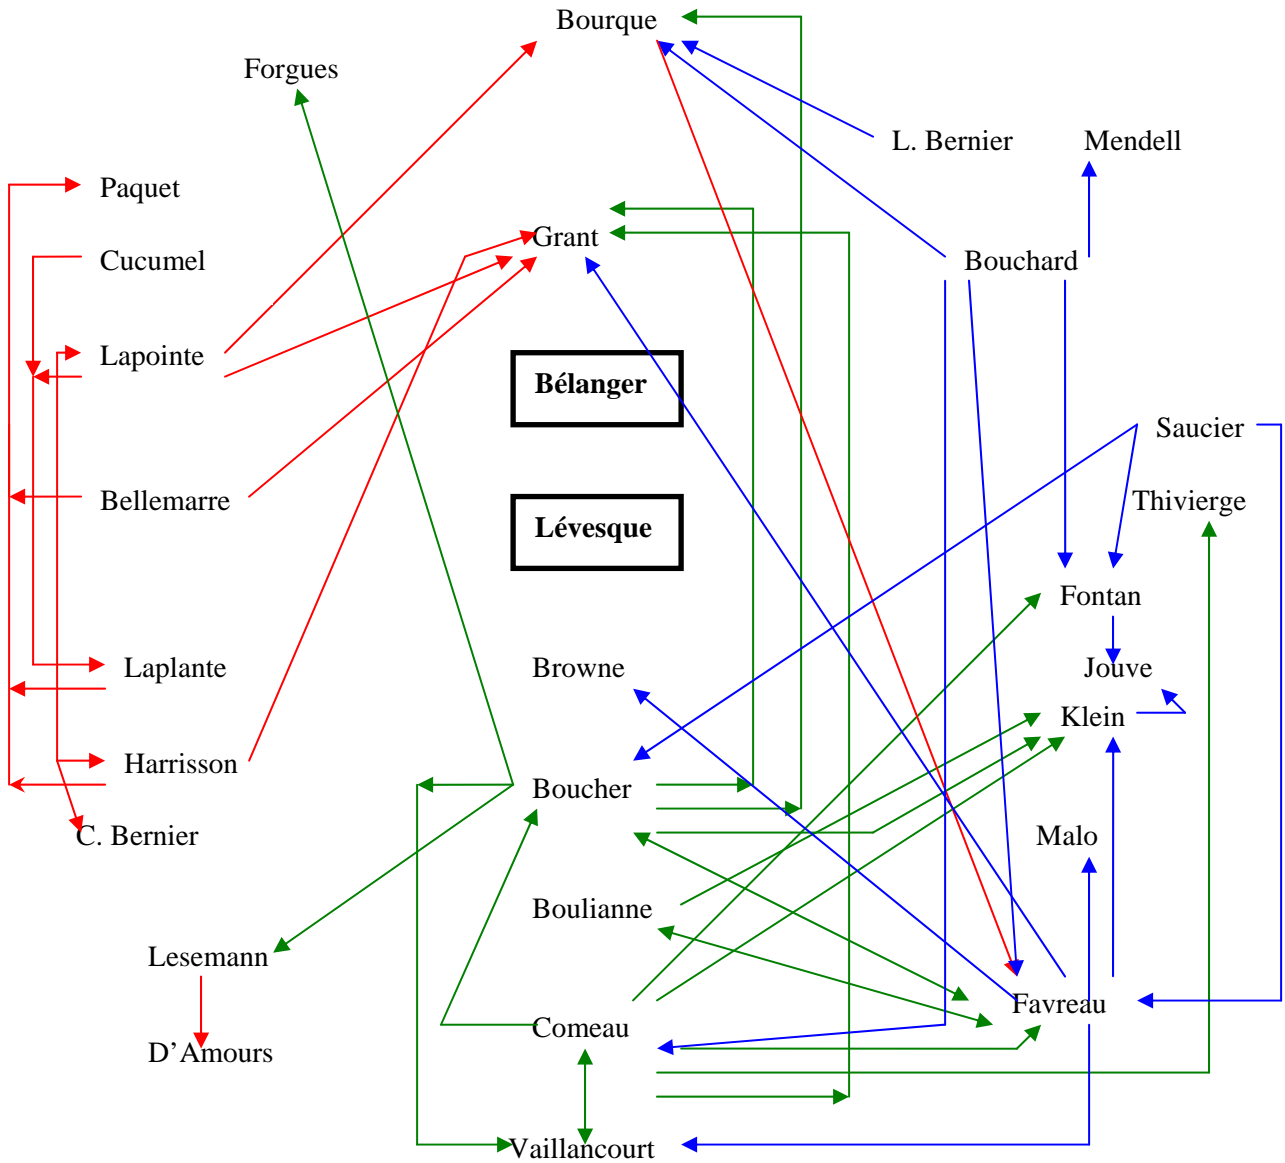 Bourque
Forgues
L. Bernier
Mendell
Paquet
Grant
Cucumel
Bouchard
Lapointe
Bélanger
Saucier
Bellemarre
Thivierge
Lévesque
Fontan
Laplante
Browne
Jouve
Klein
Harrisson
Boucher
C. Bernier
Malo
Boulianne
Lesemann
Favreau
Comeau
D'Amours
Vaillancourt